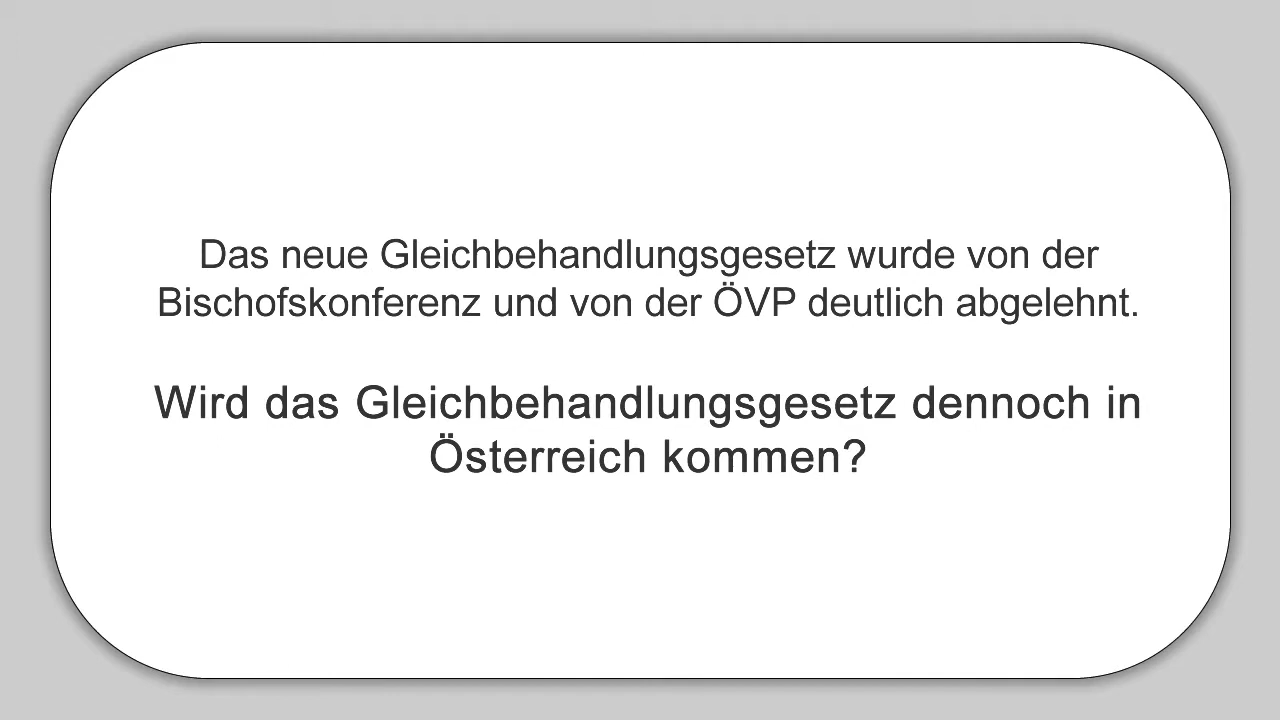 Das neue Gleichbehandlungsgesetz wurde von der
Bischofskonferenz und von der ÖVP deutlich abgelehnt.
Wird das Gleichbehandlungsgesetz dennoch in
Österreich kommen?